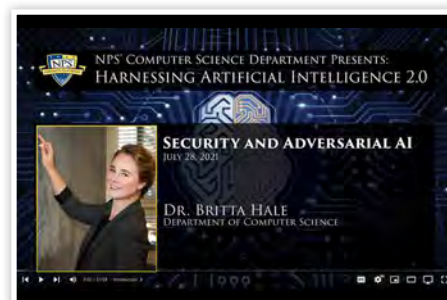 NPS
NPS' COMPUTER SCIENCE DEPARTMENT PRESENTS:
HARNESSING ARTIFICIAL INTELLIGENCE 2.0
SECURITY AND ADVERSARIAL AI
JULY 28, 2021
DR. BRITTA HALE
DEPARTMENT OF COMPUTER SCIENCE